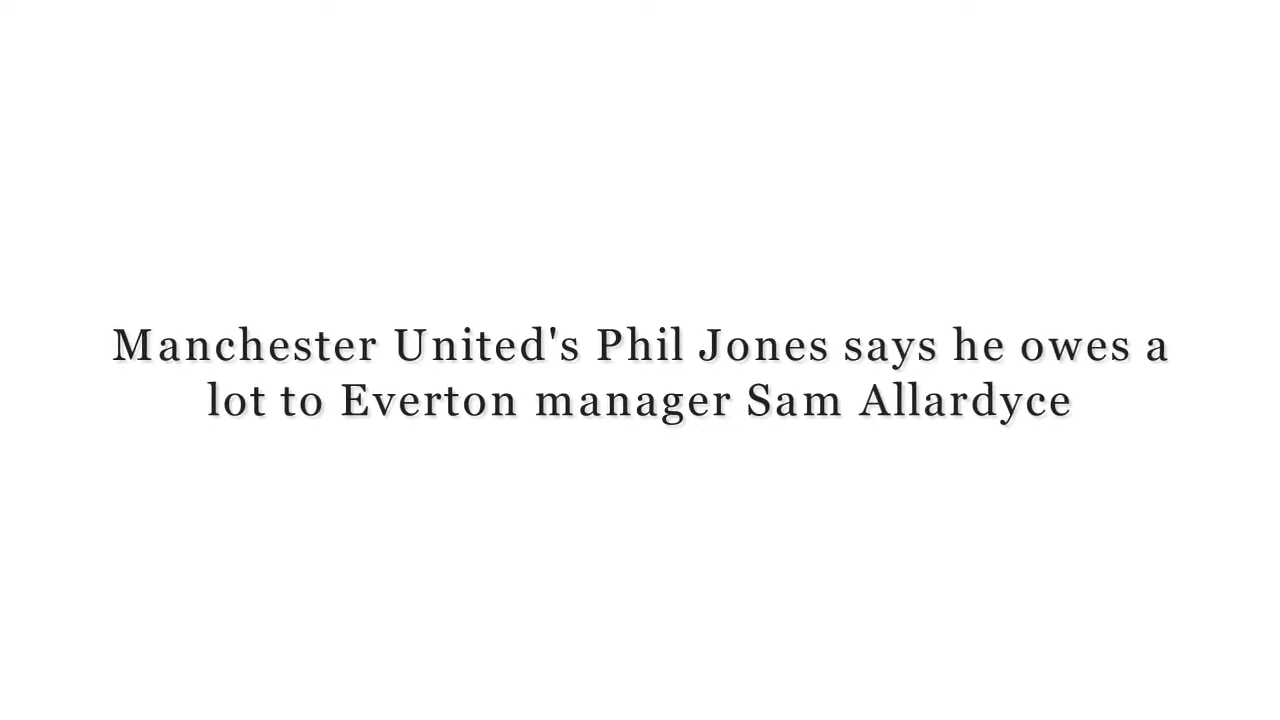 Manchester United's Phil Jones says he owes a
lot to Everton manager Sam Allardyce